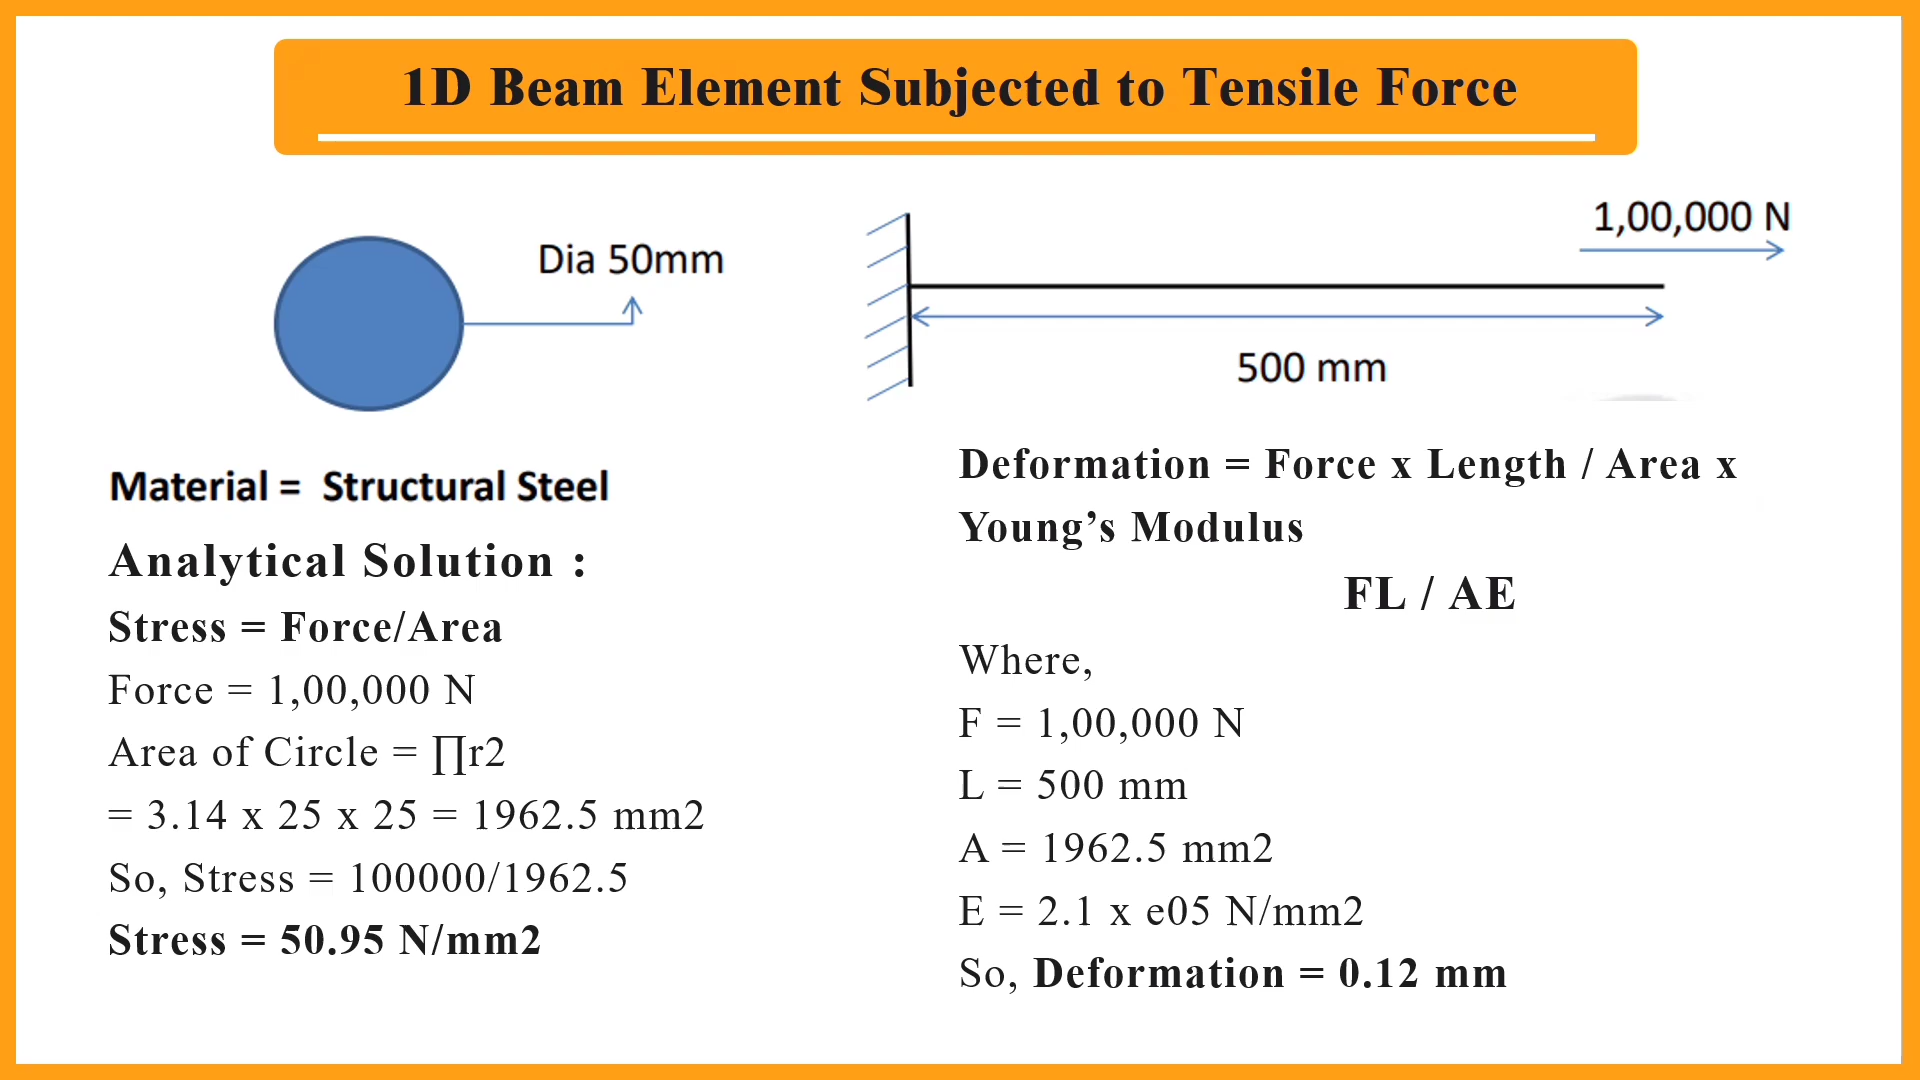 1D Beam Element Subjected to Tensile Force
Dia 50mm
1,00,000 N
500 mm
Material = Structural Steel
Analytical Solution :
Stress = Force/Area
Force = 1,00,000 N
Area of Circle = ∏r2
= 3.14 x 25 x 25 = 1962.5 mm2
So, Stress = 100000/1962.5
Stress = 50.95 N/mm2
Deformation = Force x Length / Area x
Young’s Modulus
FL / AE
Where,
F = 1,00,000 N
L = 500 mm
A = 1962.5 mm2
E = 2.1 x e05 N/mm2
So, Deformation = 0.12 mm